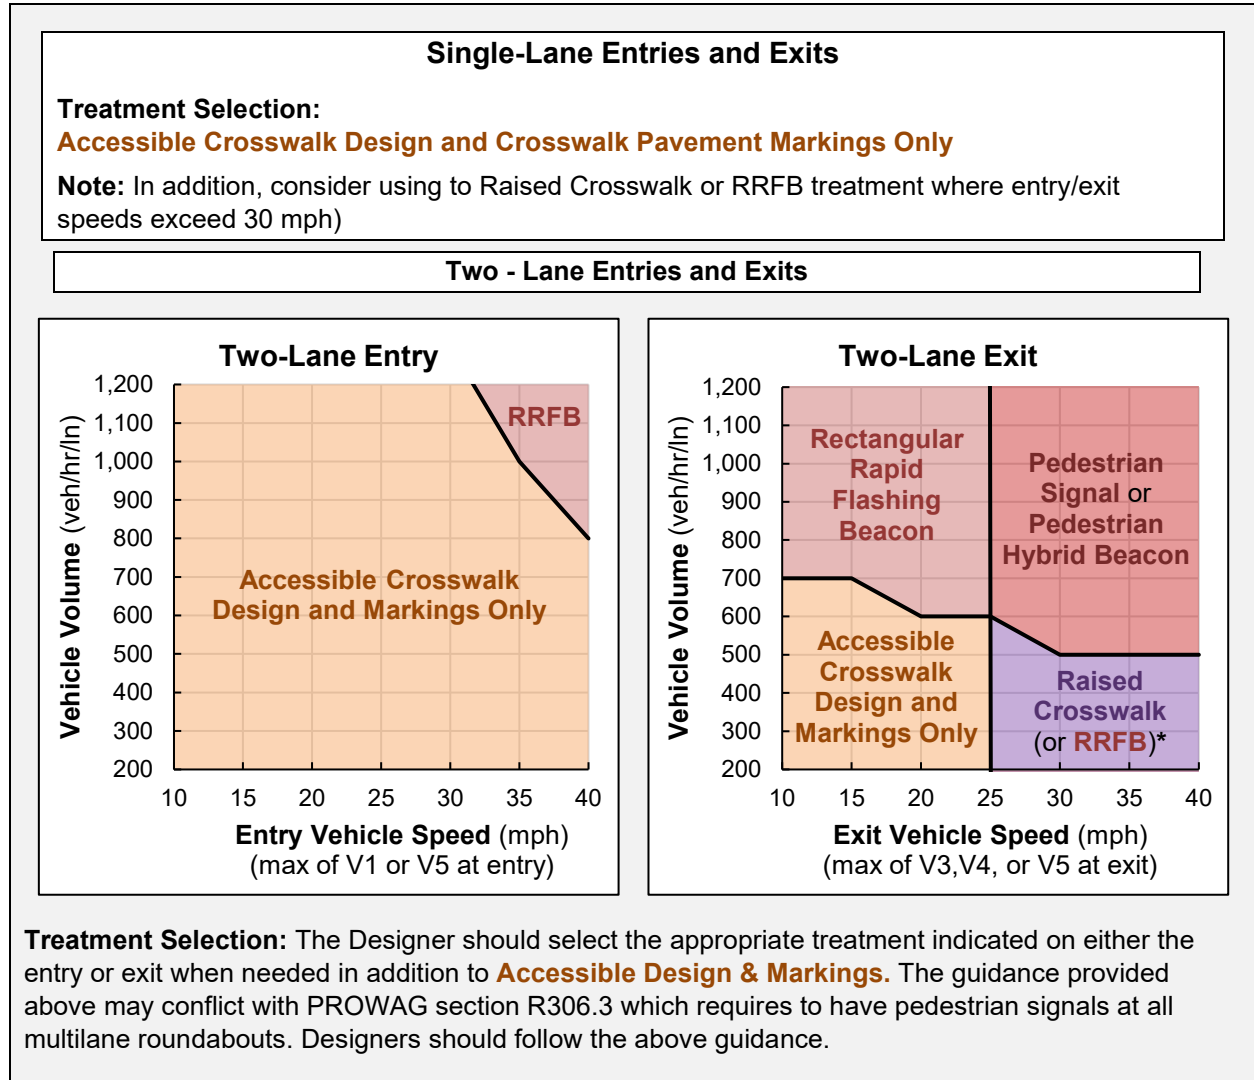 Single-Lane Entries and Exits
Treatment Selection:
Accessible Crosswalk Design and Crosswalk Pavement Markings Only
Note: In addition, consider using to Raised Crosswalk or RRFB treatment where entry/exit
speeds exceed 30 mph)
Two - Lane Entries and Exits
Two-Lane Entry
Vehicle Volume (veh/hr/ln)
1,200
1,100
1,000
900
800
700
600
500
400
300
200
RRFB
Accessible Crosswalk
Design and Markings Only
10 15 20 25 30 35 40
Entry Vehicle Speed (mph)
(max of V1 or V5 at entry)
Two-Lane Exit
Vehicle Volume (veh/hr/ln)
1,200
1,100
1,000
900
800
700
600
500
400
300
200
Rectangular
Rapid
Flashing
Beacon
Pedestrian
Signal or
Pedestrian
Hybrid Beacon
Accessible
Crosswalk
Design and
Markings Only
Raised
Crosswalk
(or RRFB)*
10 15 20 25 30 35 40
Exit Vehicle Speed (mph)
(max of V3,V4, or V5 at exit)
Treatment Selection: The Designer should select the appropriate treatment indicated on either the
entry or exit when needed in addition to Accessible Design & Markings. The guidance provided
above may conflict with PROWAG section R306.3 which requires to have pedestrian signals at all
multilane roundabouts. Designers should follow the above guidance.